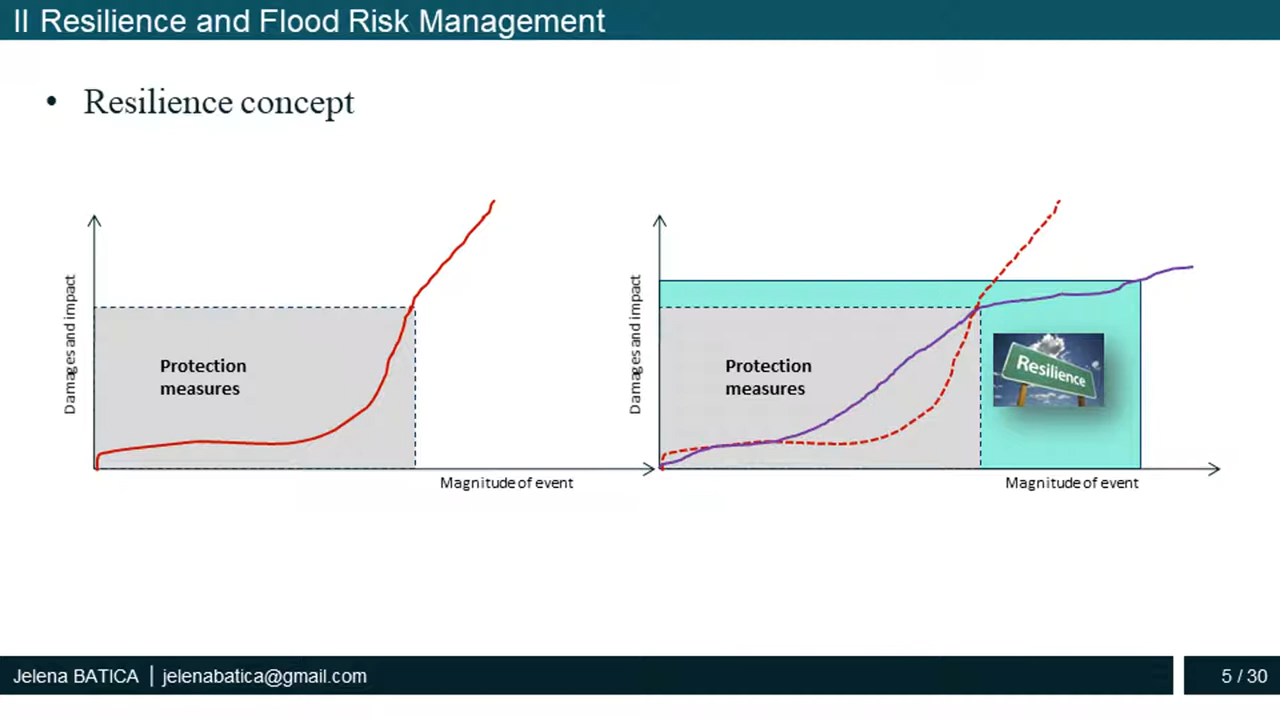 II Resilience and Flood Risk Management
• Resilience concept
Damages and impact
Protection
measures
Magnitude of event
Damages and impact
Protection
measures
Resilience
Magnitude of event
Jelena BATICA | jelenabatica@gmail.com
5 / 30